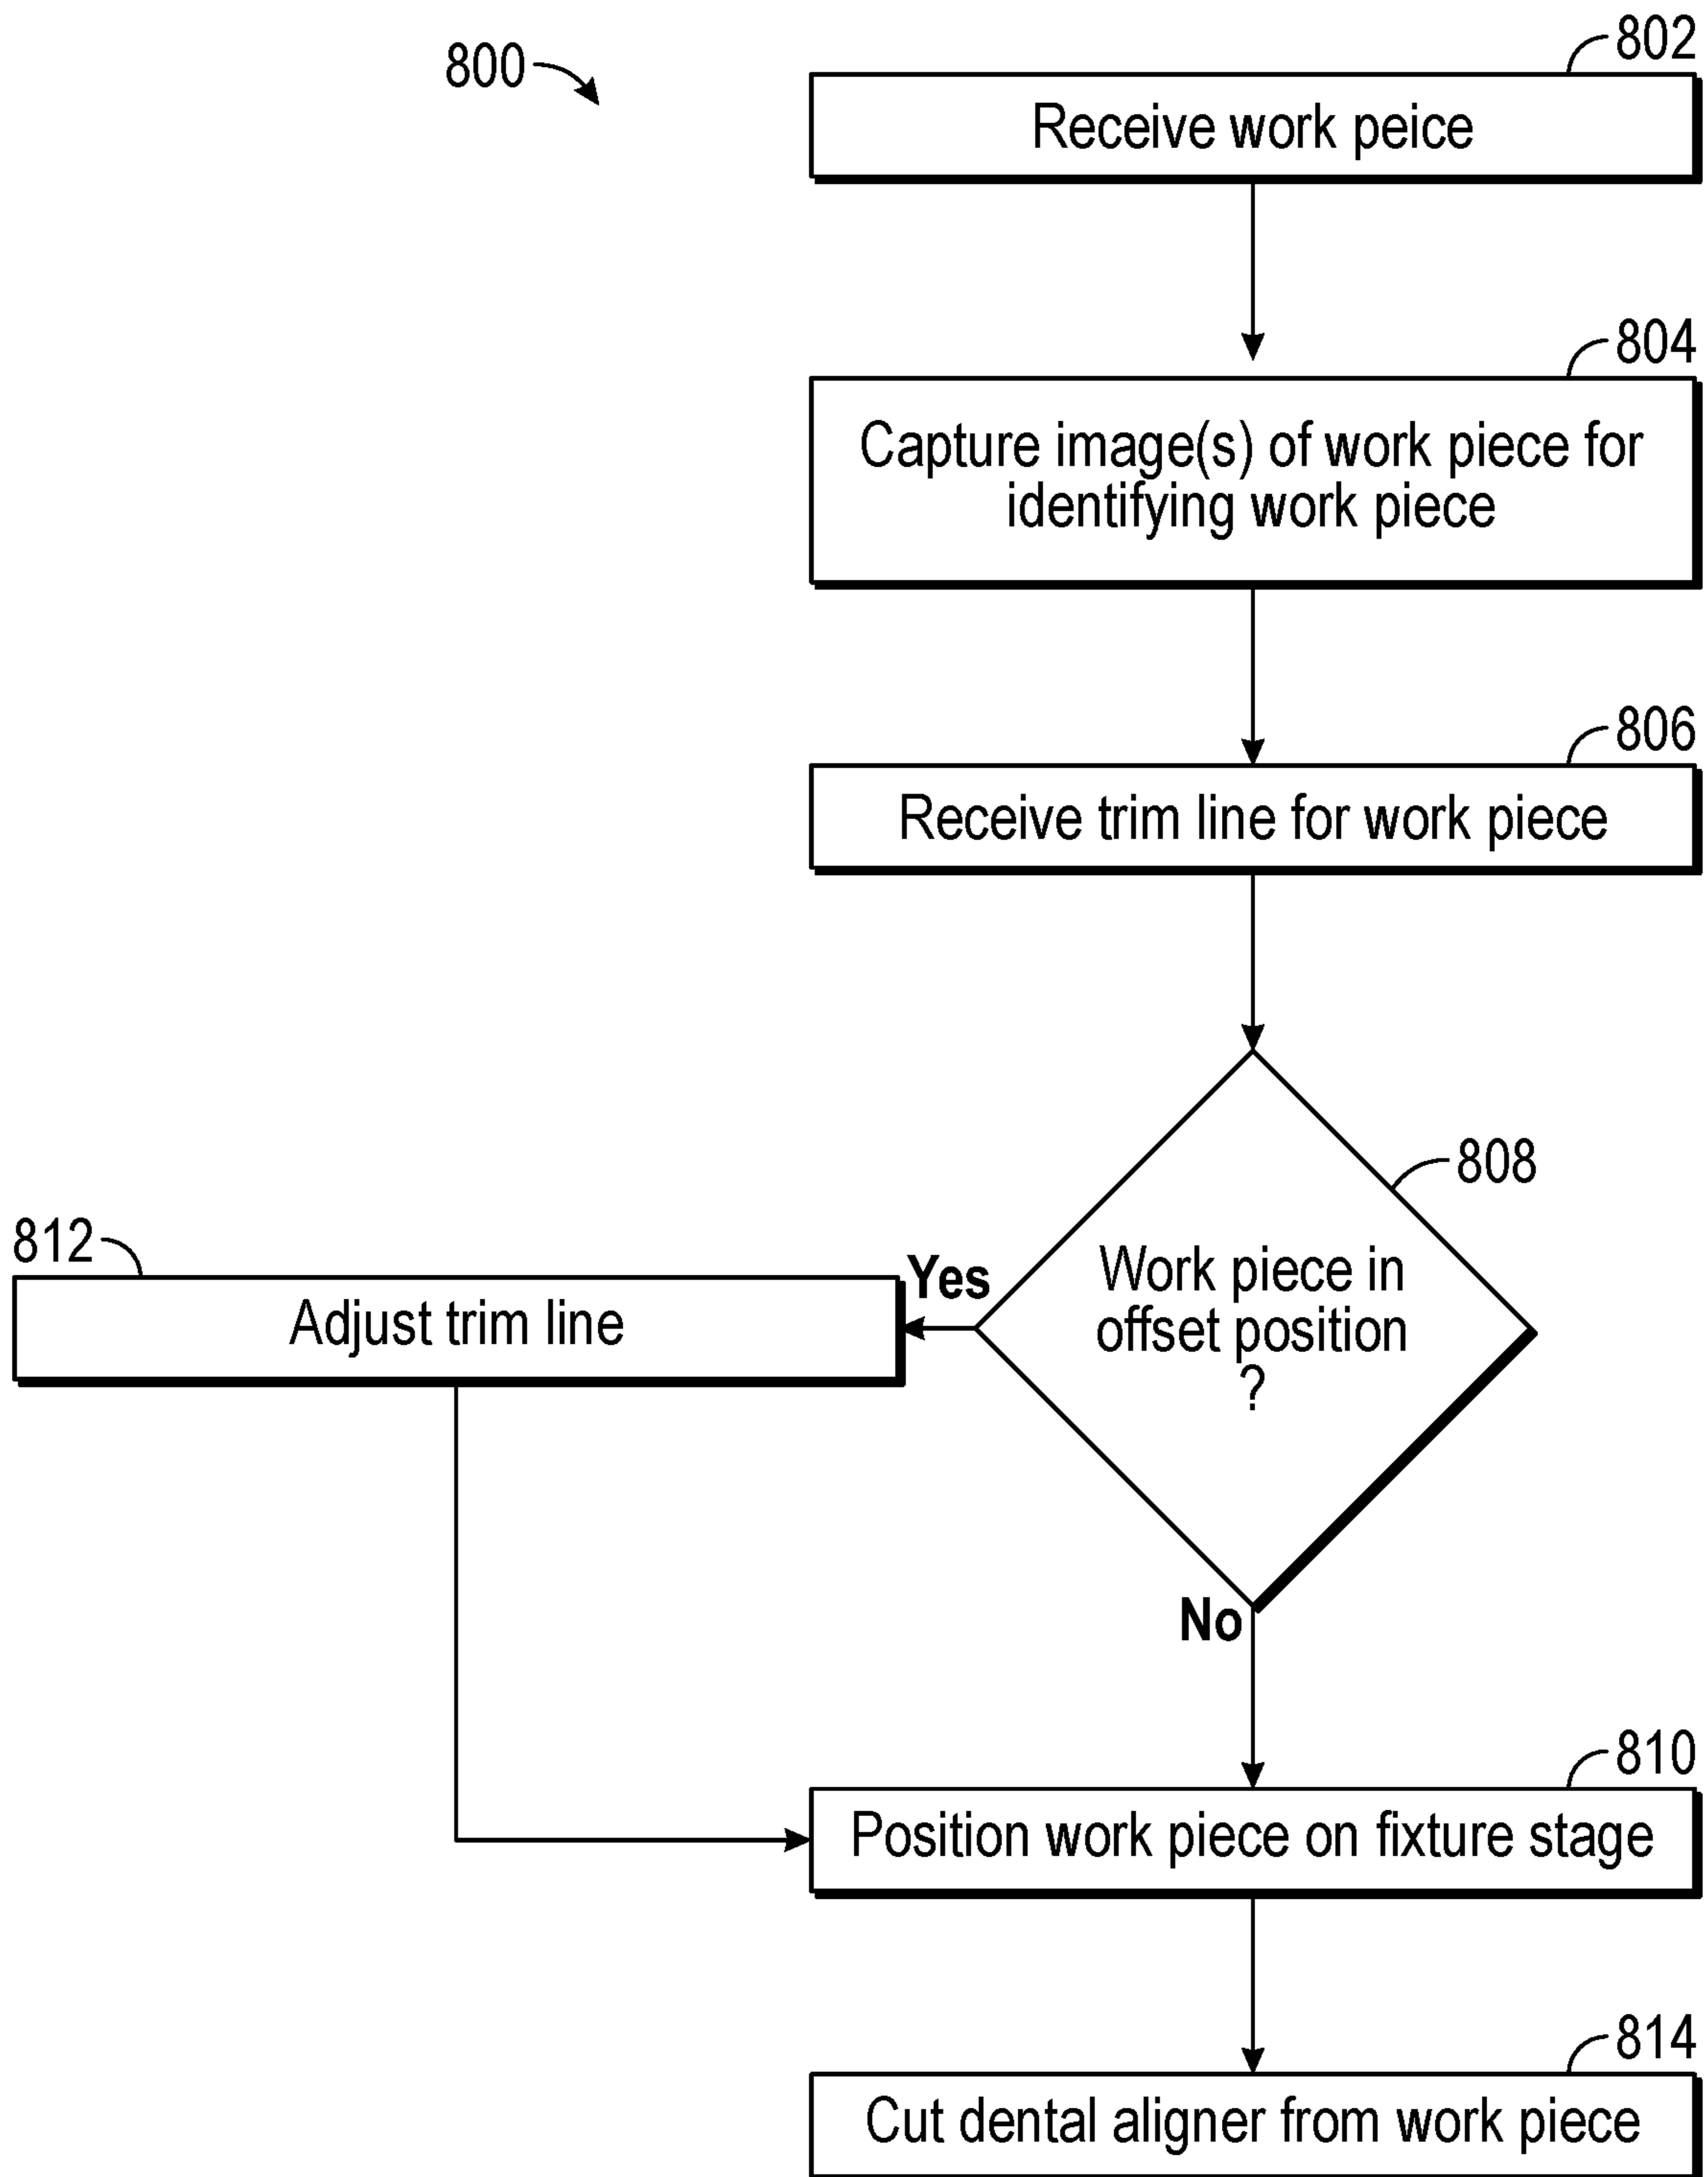 800
802
Receive work peice
804
Capture image(s) of work piece for
identifying work piece
806
Receive trim line for work piece
808
Work piece in
offset position
?
Yes
812
Adjust trim line
No
810
Position work piece on fixture stage
814
Cut dental aligner from work piece